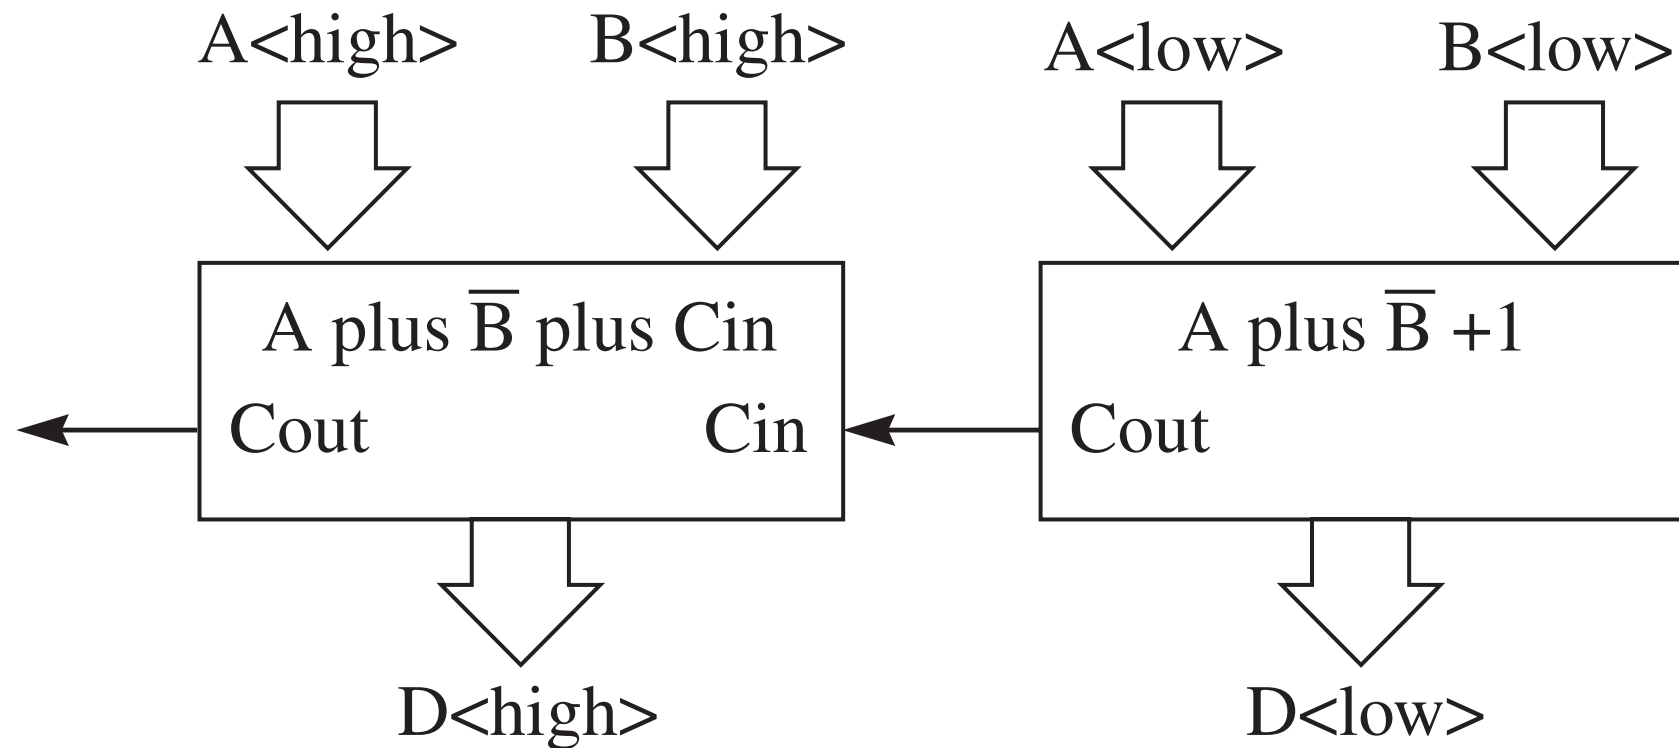 A<high> B<high> A<low> B<low>
A plus B̅ plus Cin A plus B̅ +1
Cout Cin Cout
D<high> D<low>